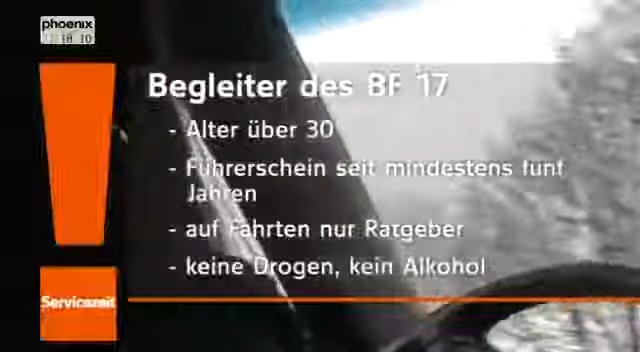 phoenix
Begleiter des BF 17
- Alter über 30
- Führerschein seit mindestens fünf
Jahren
- auf Fahrten nur Ratgeber
- keine Drogen, kein Alkohol
Servicezeit